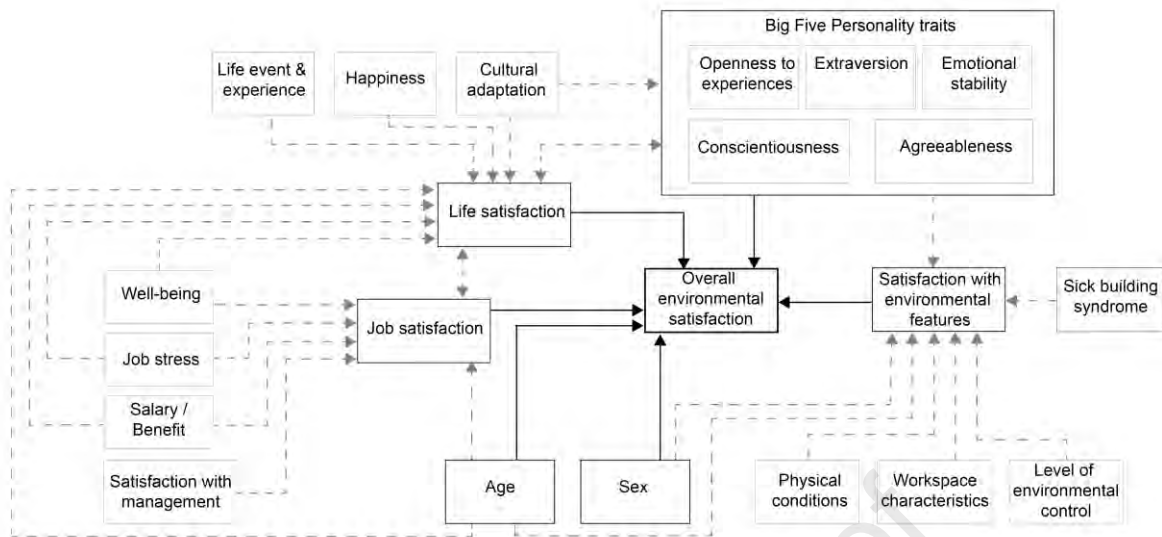 Big Five Personality traits
Life event &
experience
Happiness
Cultural
adaptation
Openness to
experiences
Extraversion
Emotional
stability
Conscientiousness
Agreeableness
Life satisfaction
Well-being
Job satisfaction
Overall
environmental
satisfaction
Satisfaction with
environmental
features
Sick building
syndrome
Job stress
Salary /
Benefit
Satisfaction with
management
Age
Sex
Physical
conditions
Workspace
characteristics
Level of
environmental
control